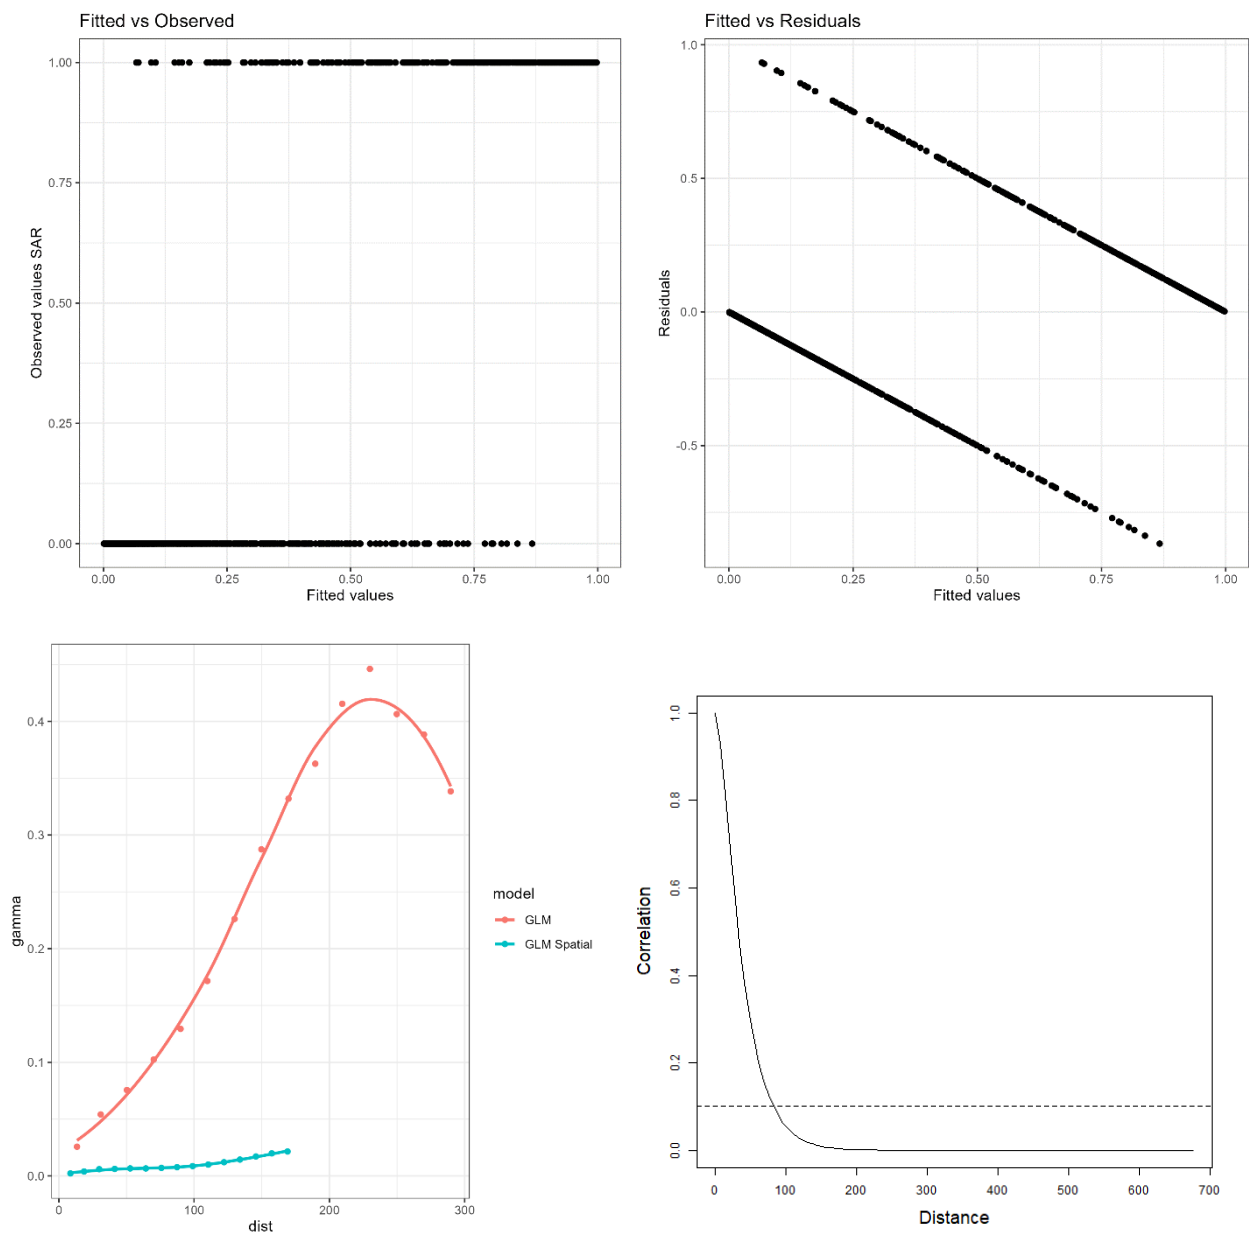 Fitted vs Observed
Observed values SAR
1.00
0.75
0.50
0.25
0.00
0.00 0.25 0.50 0.75 1.00
Fitted values
Fitted vs Residuals
Residuals
1.0
0.5
0.0
-0.5
0.00 0.25 0.50 0.75 1.00
Fitted values
gamma
0.4
0.3
0.2
0.1
0.0
0 100 200 300
dist
model
GLM
GLM Spatial
Correlation
1.0
0.8
0.6
0.4
0.2
0.0
0 100 200 300 400 500 600 700
Distance